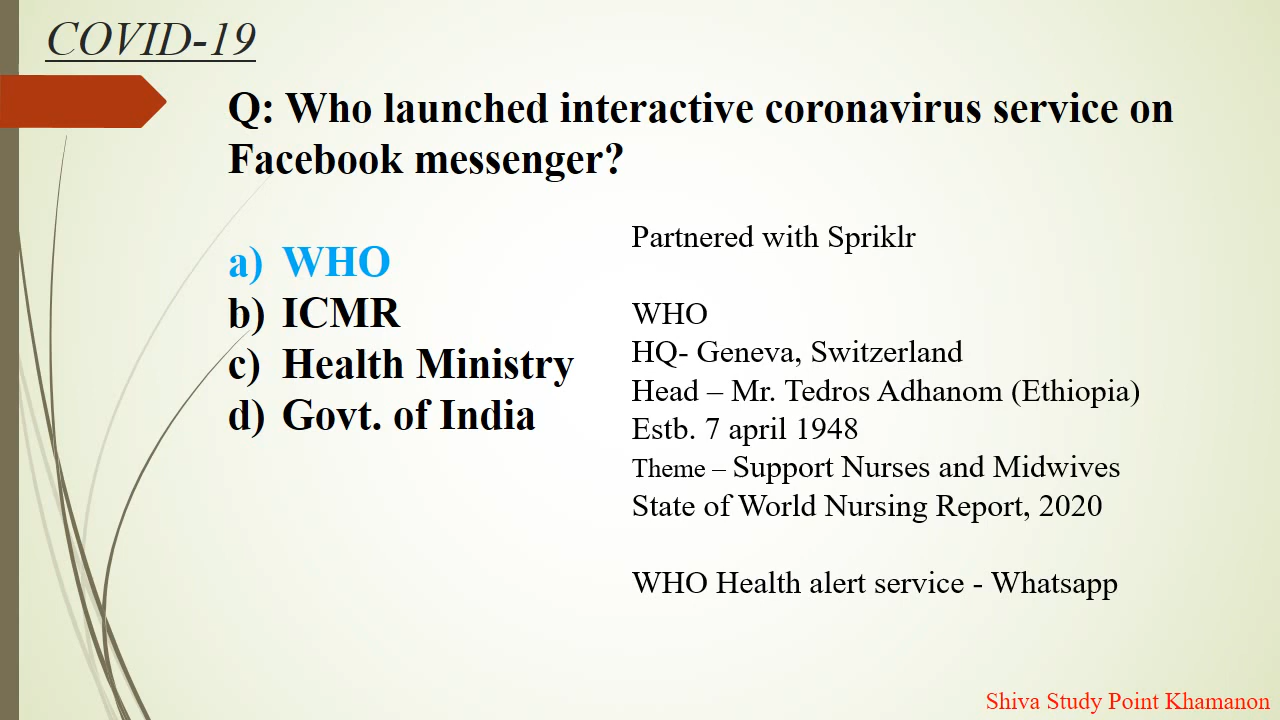 COVID-19
Q: Who launched interactive coronavirus service on
Facebook messenger?
a) WHO
b) ICMR
c) Health Ministry
d) Govt. of India
Partnered with Spriklr
WHO
HQ- Geneva, Switzerland
Head – Mr. Tedros Adhanom (Ethiopia)
Estb. 7 april 1948
Theme – Support Nurses and Midwives
State of World Nursing Report, 2020
WHO Health alert service - Whatsapp
Shiva Study Point Khamanon